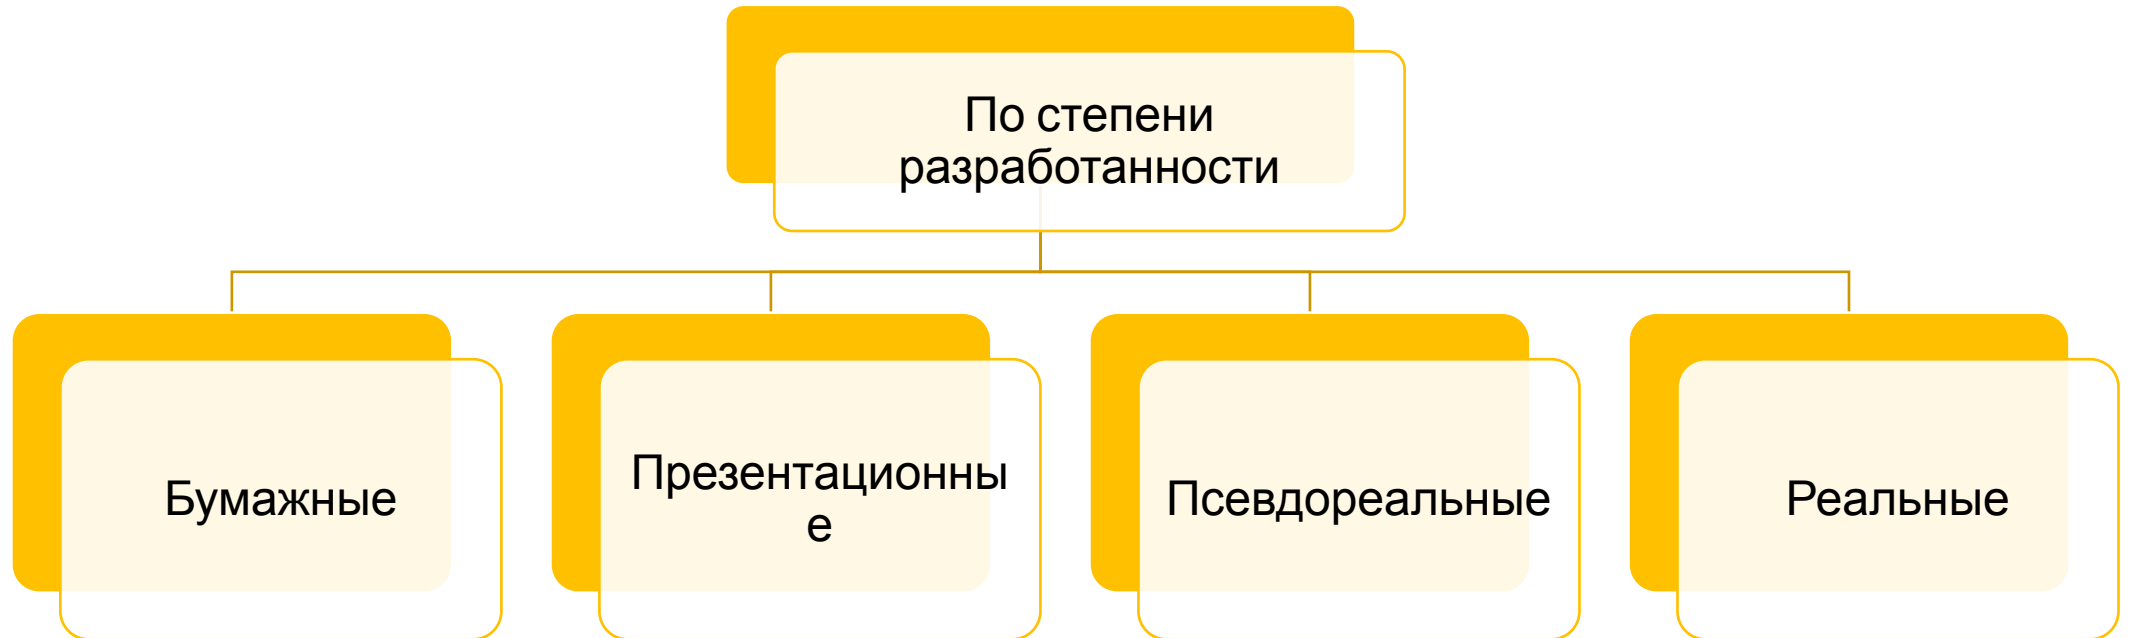 По степени
разработанности
Бумажные
Презентационны
е
Псевдореальные
Реальные